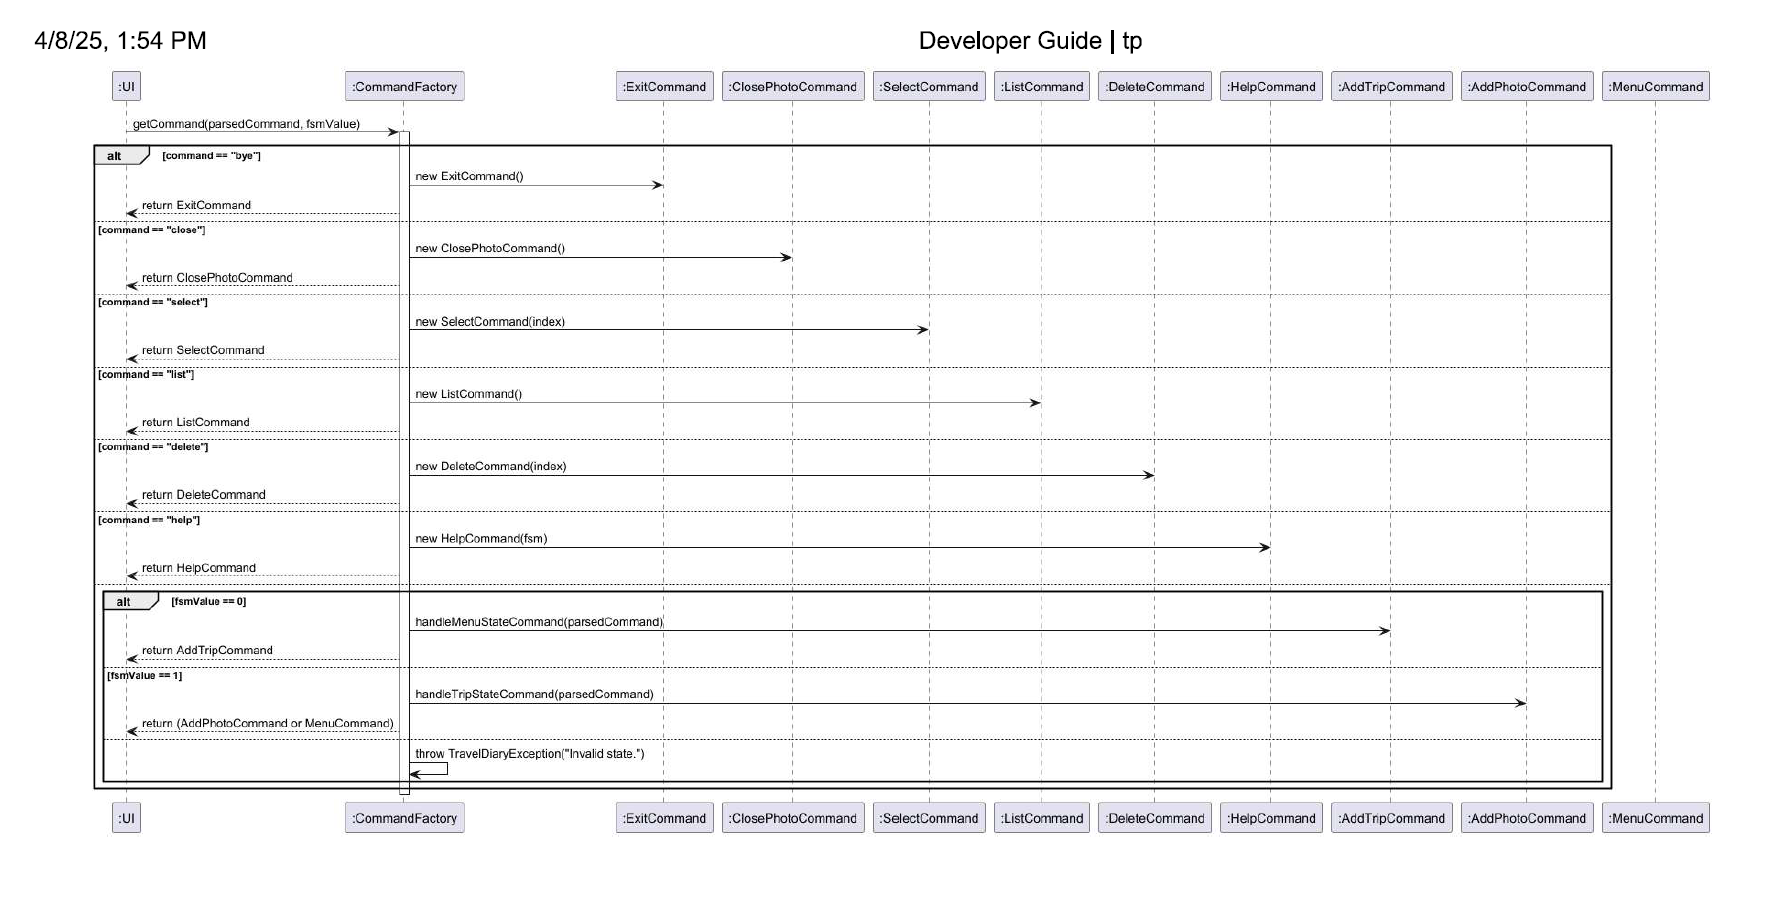 4/8/25, 1:54 PM Developer Guide | tp
:UI :CommandFactory :ExitCommand :ClosePhotoCommand :SelectCommand :ListCommand :DeleteCommand :HelpCommand :AddTripCommand :AddPhotoCommand :MenuCommand
getCommand(parsedCommand, fsmValue)
alt [command == "bye"]
new ExitCommand()
return ExitCommand
[command == "close"]
new ClosePhotoCommand()
return ClosePhotoCommand
[command == "select"]
new SelectCommand(index)
return SelectCommand
[command == "list"]
new ListCommand()
return ListCommand
[command == "delete"]
new DeleteCommand(index)
return DeleteCommand
[command == "help"]
new HelpCommand(fsm)
return HelpCommand
alt [fsmValue == 0]
handleMenuStateCommand(parsedCommand)
return AddTripCommand
[fsmValue == 1]
handleTripStateCommand(parsedCommand)
return (AddPhotoCommand or MenuCommand)
throw TravelDiaryException("Invalid state.")
:UI :CommandFactory :ExitCommand :ClosePhotoCommand :SelectCommand :ListCommand :DeleteCommand :HelpCommand :AddTripCommand :AddPhotoCommand :MenuCommand